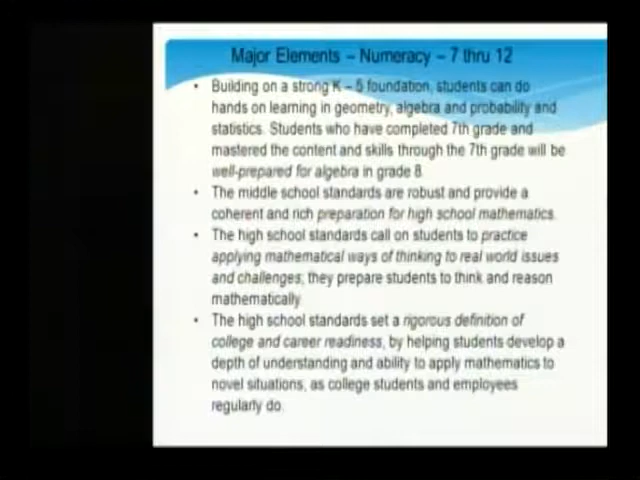 Major Elements – Numeracy – 7 thru 12
• Building on a strong K – 5 foundation, students can do
hands on learning in geometry, algebra and probability and
statistics. Students who have completed 7th grade and
mastered the content and skills through the 7th grade will be
well-prepared for algebra in grade 8.
• The middle school standards are robust and provide a
coherent and rich preparation for high school mathematics.
• The high school standards call on students to practice
applying mathematical ways of thinking to real world issues
and challenges; they prepare students to think and reason
mathematically.
• The high school standards set a rigorous definition of
college and career readiness, by helping students develop a
depth of understanding and ability to apply mathematics to
novel situations, as college students and employees
regularly do.